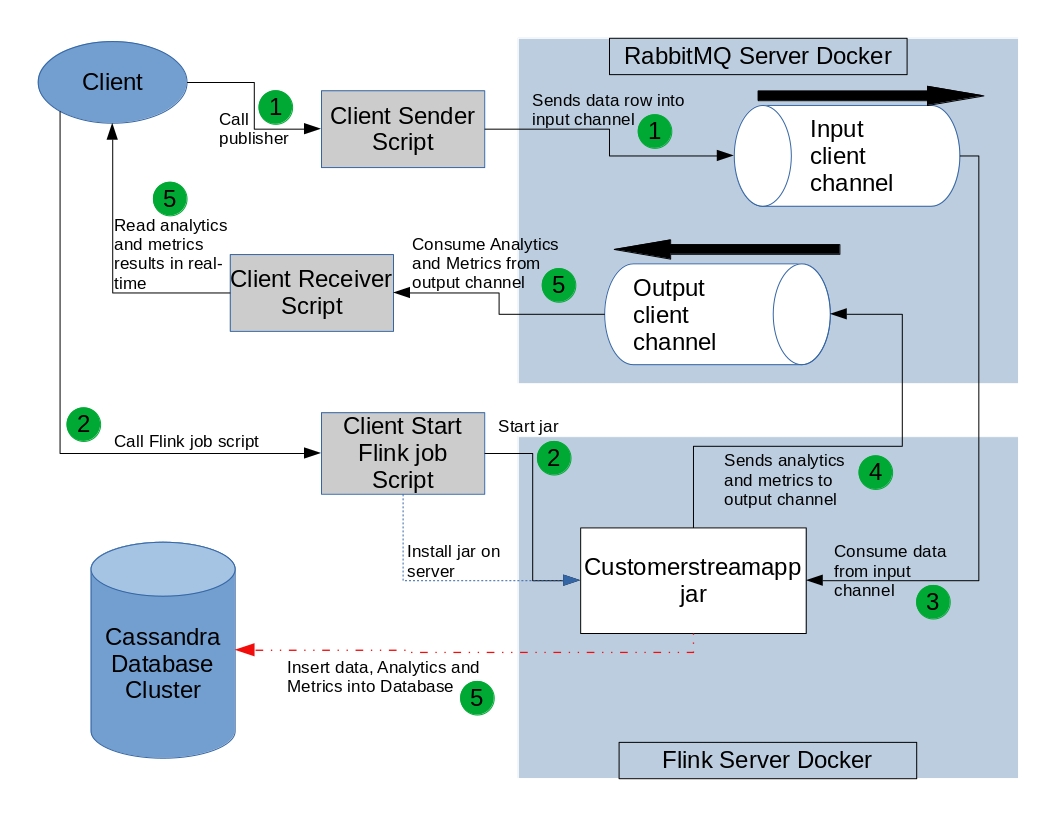 RabbitMQ Server Docker
Client
1
Call
publisher
Client Sender
Script
Sends data row into
input channel
1
Input
client
channel
5
Read analytics
and metrics
results in real-
time
Client Receiver
Script
Consume Analytics
and Metrics from
output channel
5
Output
client
channel
2
Call Flink job script
Client Start
Flink job
Script
Start jar
2
Sends analytics
and metrics to
output channel
4
Install jar on
server
Customerstreamapp
jar
Consume data
from input
channel
3
Cassandra
Database
Cluster
Insert data, Analytics and
Metrics into Database
5
Flink Server Docker